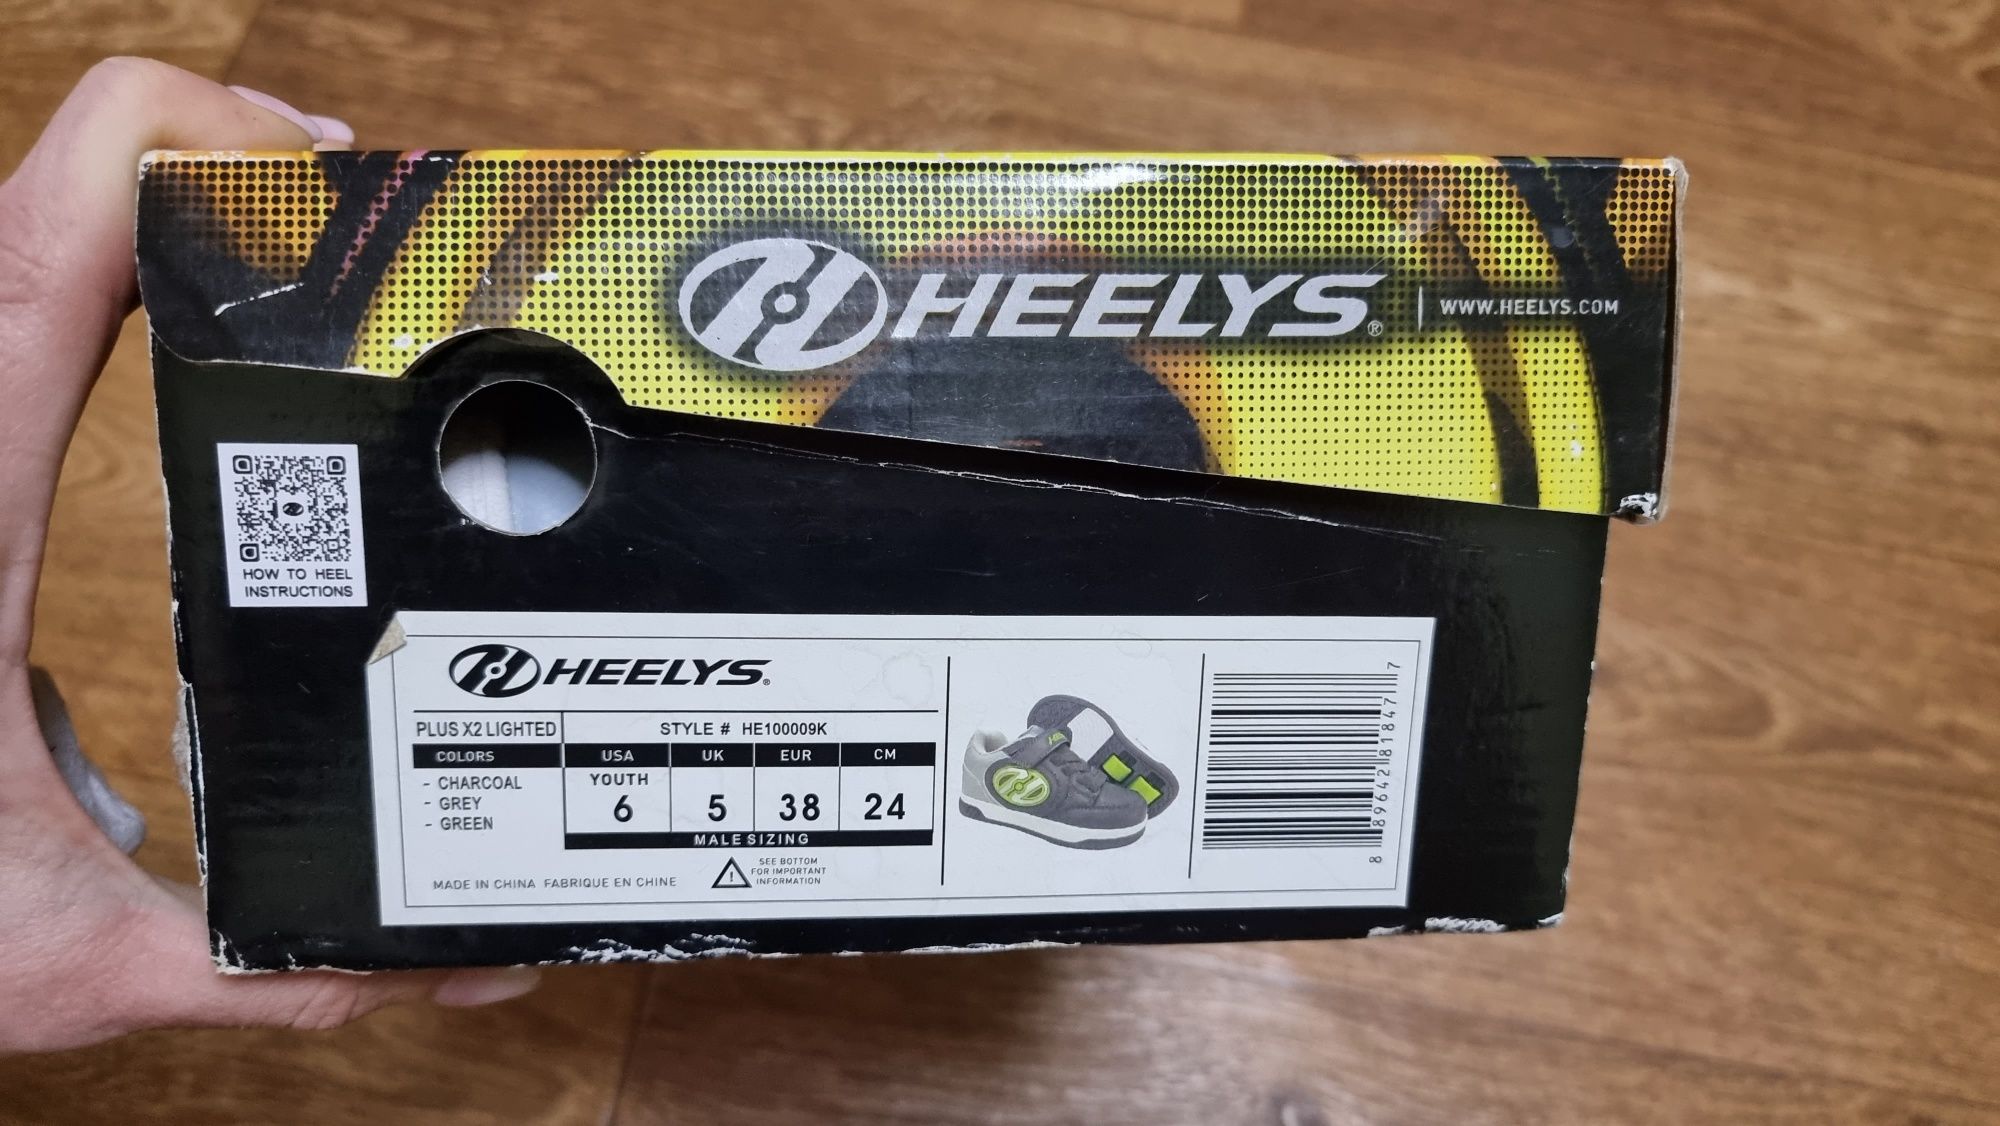 HEELYS® | WWW.HEELYS.COM
HOW TO HEEL
INSTRUCTIONS
HEELYS®
PLUS X2 LIGHTED
STYLE # HE100009K
COLORS
- CHARCOAL
- GREY
- GREEN
USA UK EUR CM
YOUTH
6 5 38 24
MALE SIZING
MADE IN CHINA FABRIQUE EN CHINE
SEE BOTTOM
FOR IMPORTANT
INFORMATION
8 89642 81847 7